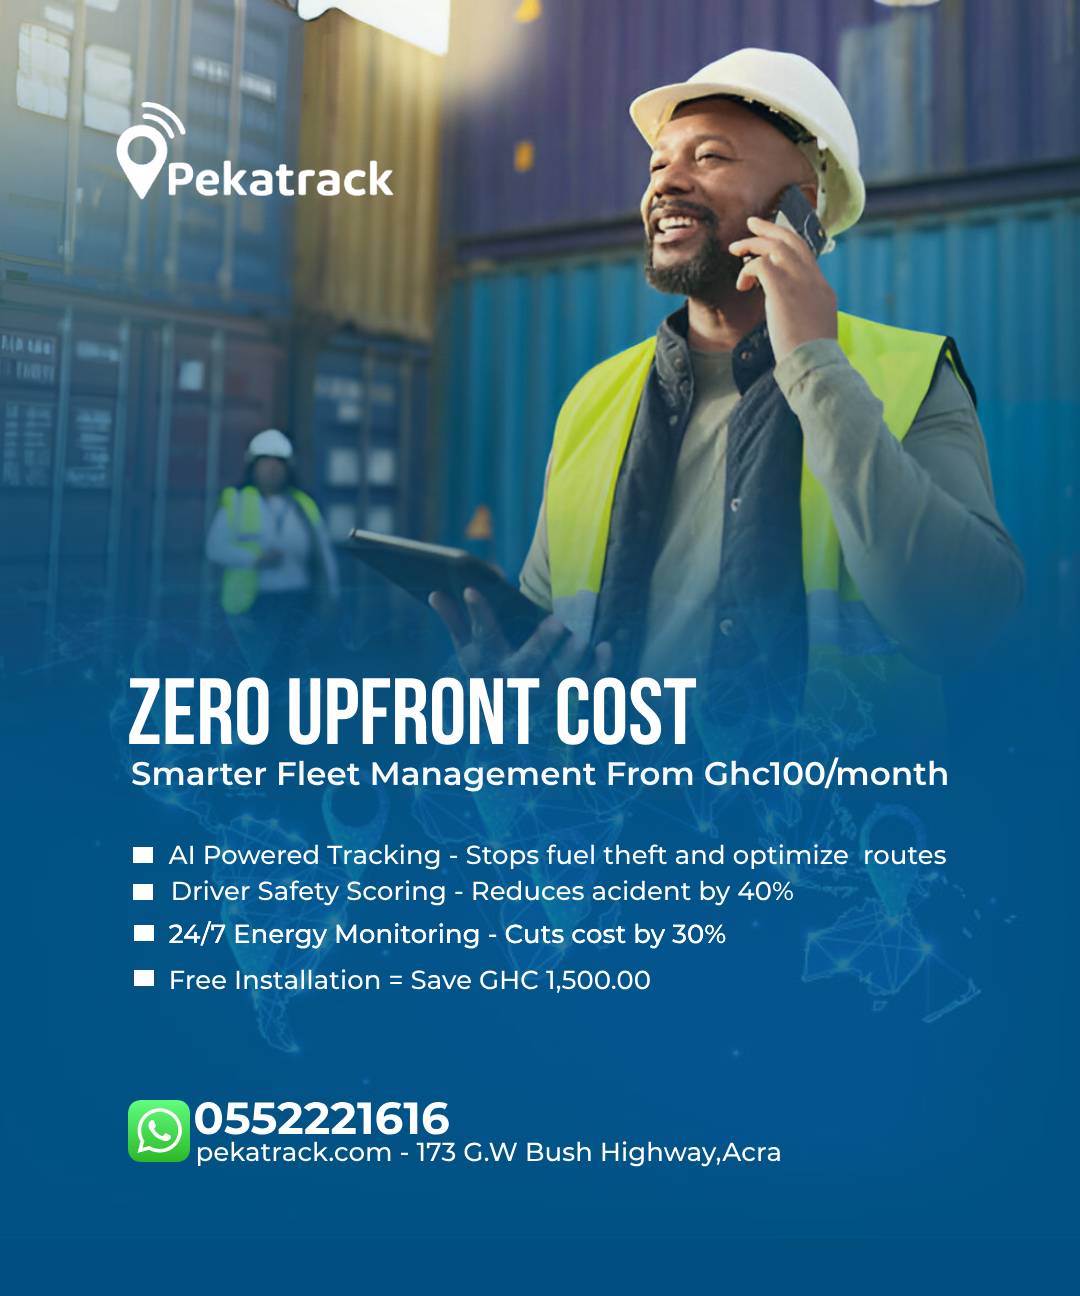 Pekatrack
ZERO UPFRONT COST
Smarter Fleet Management From Ghc100/month
AI Powered Tracking - Stops fuel theft and optimize routes
Driver Safety Scoring - Reduces acident by 40%
24/7 Energy Monitoring - Cuts cost by 30%
Free Installation = Save GHC 1,500.00
0552221616
pekatrack.com - 173 G.W Bush Highway,Acra